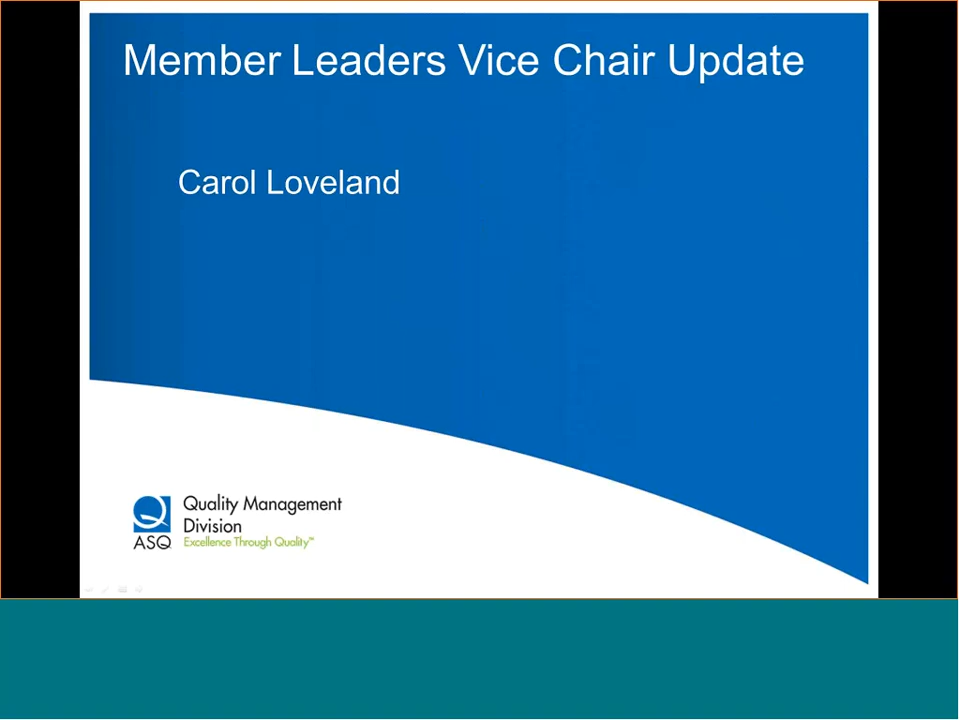 Member Leaders Vice Chair Update
Carol Loveland
Quality Management
Division
ASQ
Excellence Through Quality™